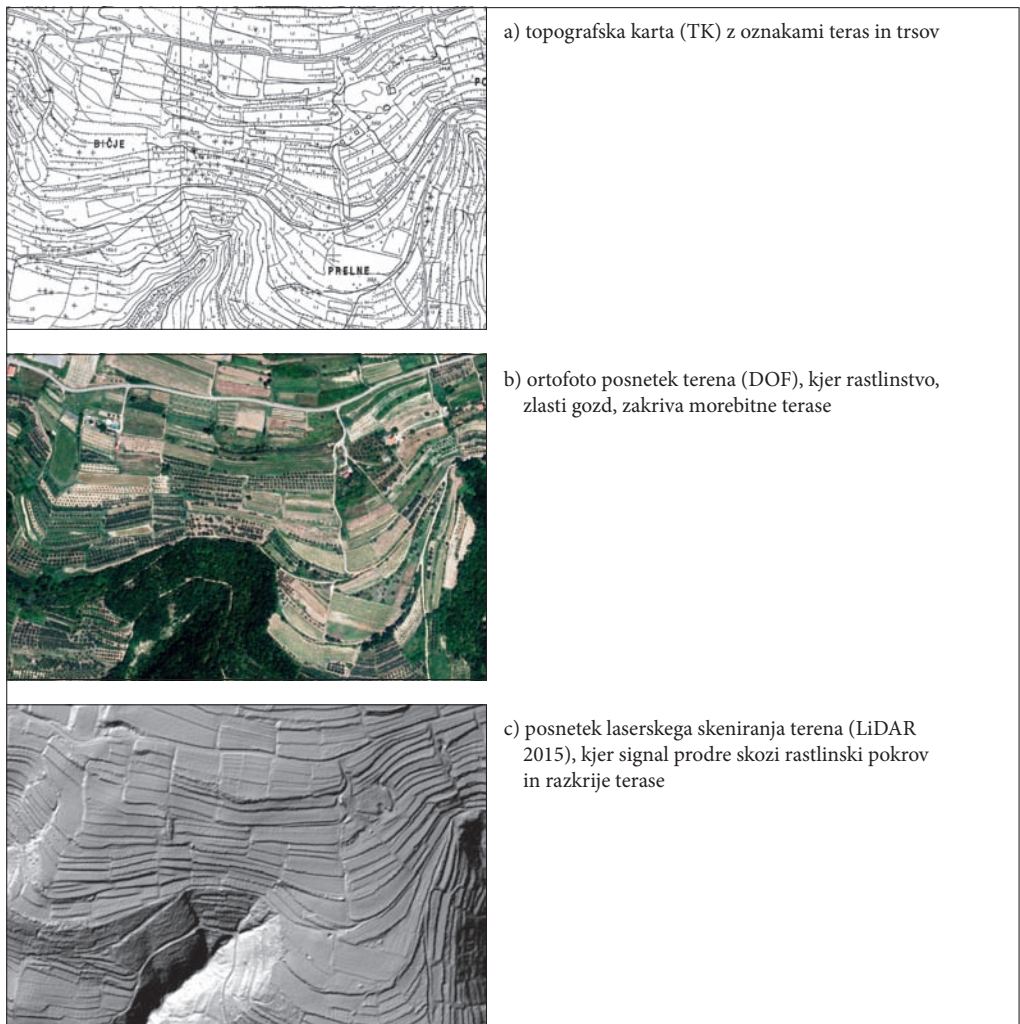 a) topografska karta (TK) z oznakami teras in trsov
BIČJE
PRELNE
b) ortofoto posnetek terena (DOF), kjer rastlinstvo,
zlasti gozd, zakriva morebitne terase
c) posnetek laserskega skeniranja terena (LiDAR
2015), kjer signal prodre skozi rastlinski pokrov
in razkrije terase